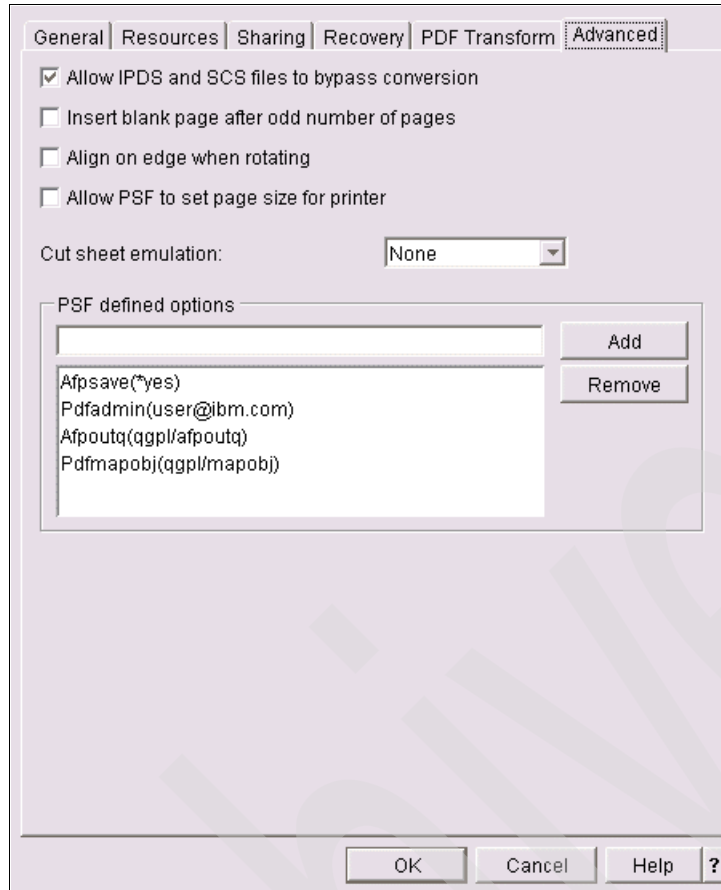 General Resources Sharing Recovery PDF Transform Advanced
Allow IPDS and SCS files to bypass conversion
Insert blank page after odd number of pages
Align on edge when rotating
Allow PSF to set page size for printer
Cut sheet emulation: None
PSF defined options
Add
Afpsave(*yes)
Remove
Pdfadmin(user@ibm.com)
Afpoutq(qgpl/afpoutq)
Pdfmapobj(qgpl/mapobj)
OK Cancel Help ?